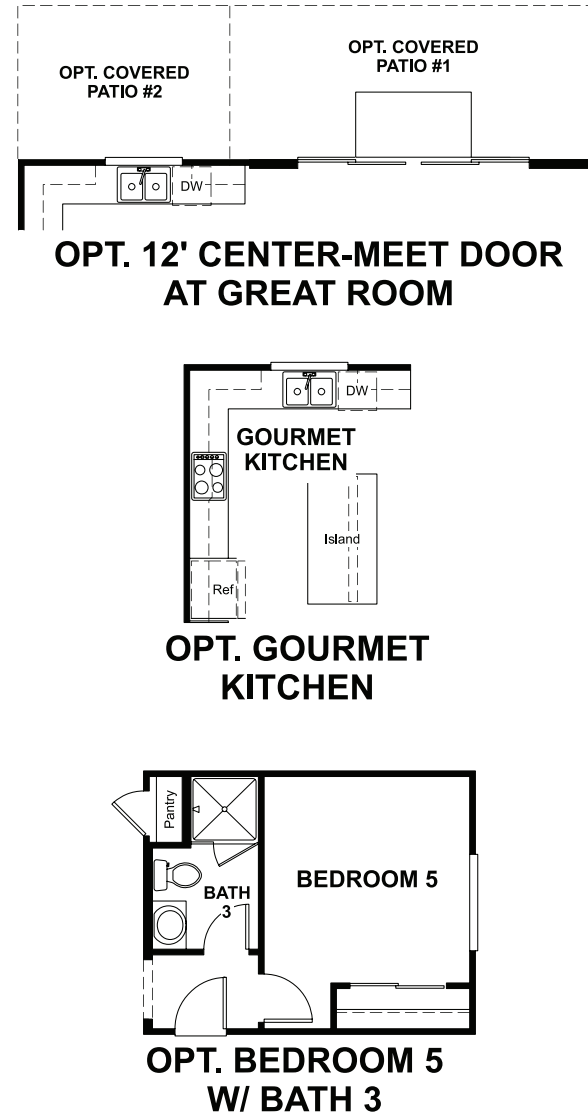 OPT. COVERED
PATIO #2
OPT. COVERED
PATIO #1
DW
OPT. 12' CENTER-MEET DOOR
AT GREAT ROOM
DW
GOURMET
KITCHEN
Island
Ref
OPT. GOURMET
KITCHEN
Pantry
BATH
3
BEDROOM 5
OPT. BEDROOM 5
W/ BATH 3